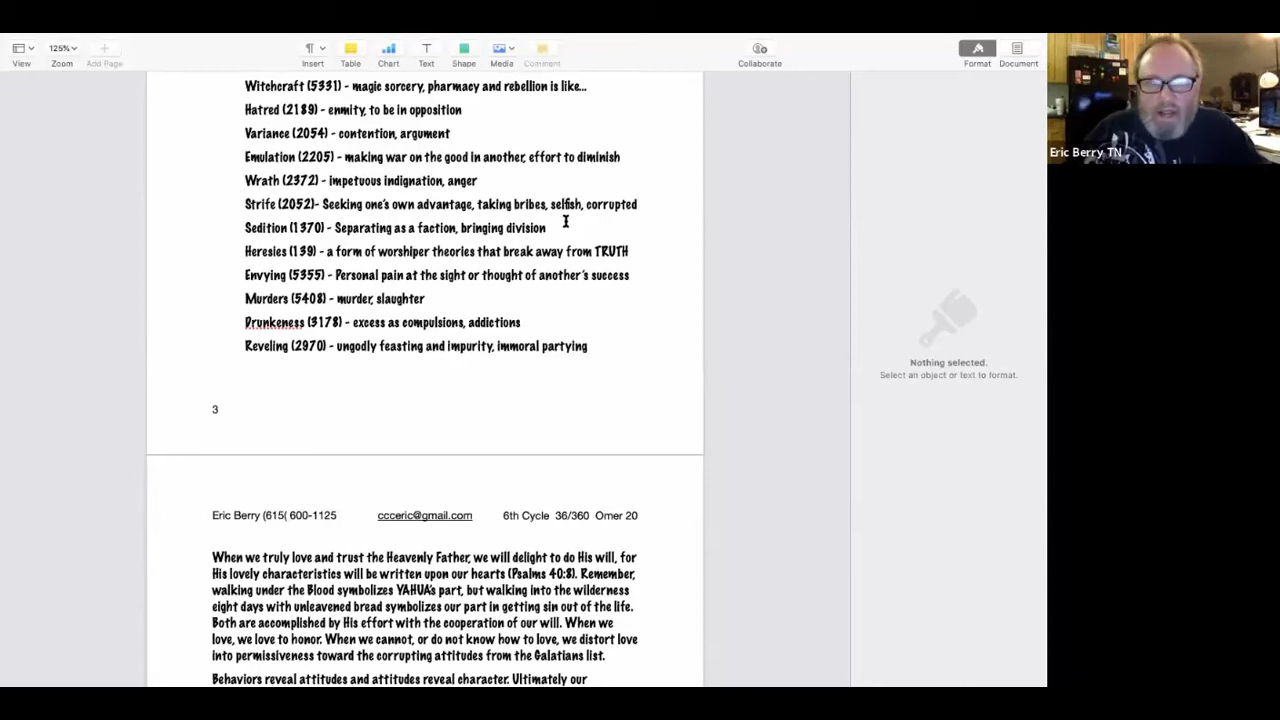 View
125%
Zoom
Add Page
Insert
Table
Chart
Text
Shape
Media
Comment
Collaborate
Format
Document
Witchcraft (5331) - magic sorcery, pharmacy and rebellion is like...
Hatred (2189) - enmity, to be in opposition
Variance (2054) - contention, argument
Emulation (2205) - making war on the good in another, effort to diminish
Wrath (2372) - impetuous indignation, anger
Strife (2052)- Seeking one's own advantage, taking bribes, selfish, corrupted
Sedition (1370) - Separating as a faction, bringing division
Heresies (139) - a form of worshiper theories that break away from TRUTH
Envying (5355) - Personal pain at the sight or thought of another's success
Murders (5408) - murder, slaughter
Drunkeness (3178) - excess as compulsions, addictions
Reveling (2970) - ungodly feasting and impurity, immoral partying
3
Eric Berry (615( 600-1125 ccceric@gmail.com 6th Cycle 36/360 Omer 20
When we truly love and trust the Heavenly Father, we will delight to do His will, for
His lovely characteristics will be written upon our hearts (Psalms 40:8). Remember,
walking under the Blood symbolizes YAHUA's part, but walking into the wilderness
eight days with unleavened bread symbolizes our part in getting sin out of the life.
Both are accomplished by His effort with the cooperation of our will. When we
love, we love to honor. When we cannot, or do not know how to love, we distort love
into permissiveness toward the corrupting attitudes from the Galatians list.
Behaviors reveal attitudes and attitudes reveal character. Ultimately our
Nothing selected.
Select an object or text to format.
Eric Berry TN